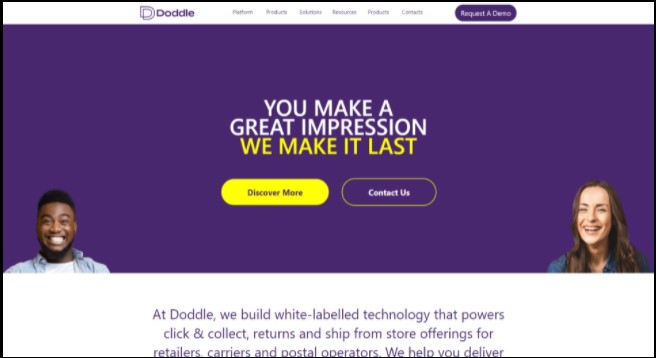 Doddle
Platform Products Solutions Resources Products Contacts
Request A Demo
YOU MAKE A
GREAT IMPRESSION
WE MAKE IT LAST
Discover More
Contact Us
At Doddle, we build white-labelled technology that powers
click & collect, returns and ship from store offerings for
retailers, carriers and postal operators. We help you deliver